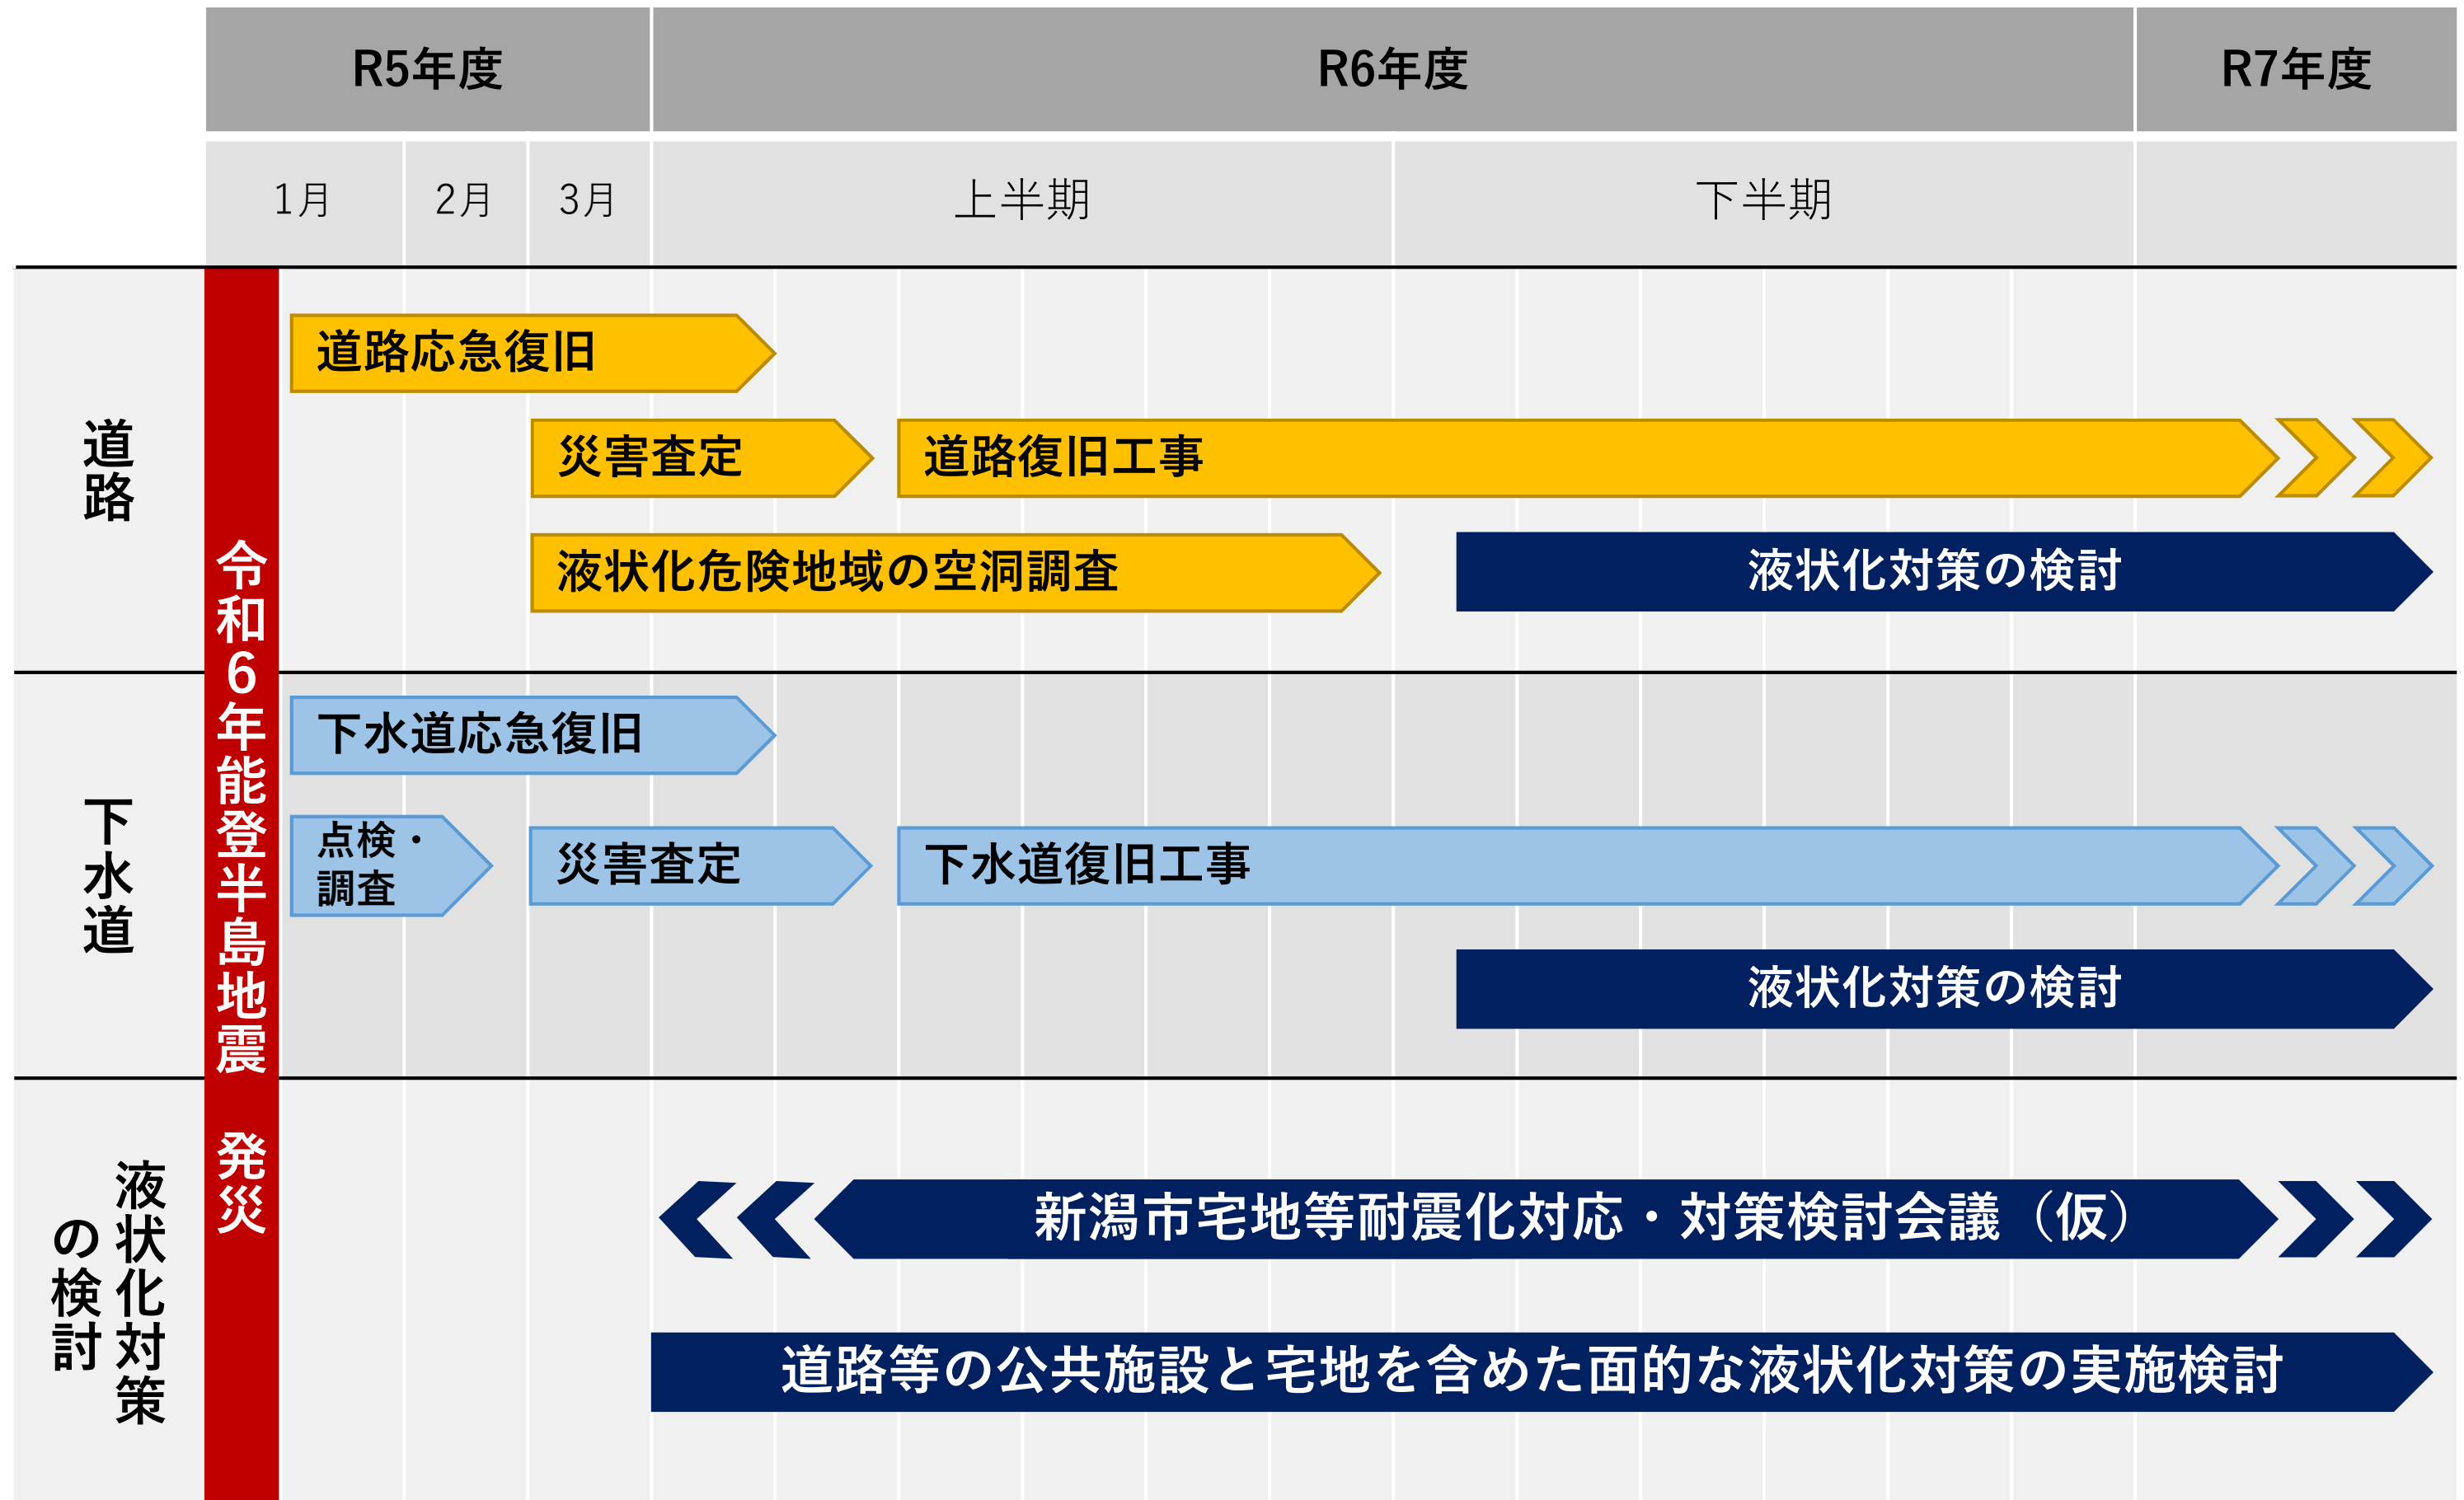 R5年度
R6年度
R7年度
1月
2月
3月
上半期
下半期
令和6年能登半島地震 発災
道路
道路応急復旧
災害査定
道路復旧工事
液状化危険地域の空洞調査
液状化対策の検討
下水道
下水道応急復旧
点検・
調査
災害査定
下水道復旧工事
液状化対策の検討
液状化対策
の検討
新潟市宅地等耐震化対応・対策検討会議（仮）
道路等の公共施設と宅地を含めた面的な液状化対策の実施検討